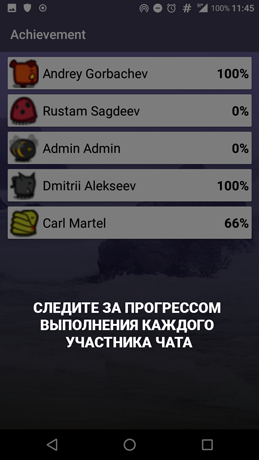 100% 11:45
Achievement
Andrey Gorbachev 100%
Rustam Sagdeev 0%
Admin Admin 0%
Dmitrii Alekseev 100%
Carl Martel 66%
СЛЕДИТЕ ЗА ПРОГРЕССОМ
ВЫПОЛНЕНИЯ КАЖДОГО
УЧАСТНИКА ЧАТА